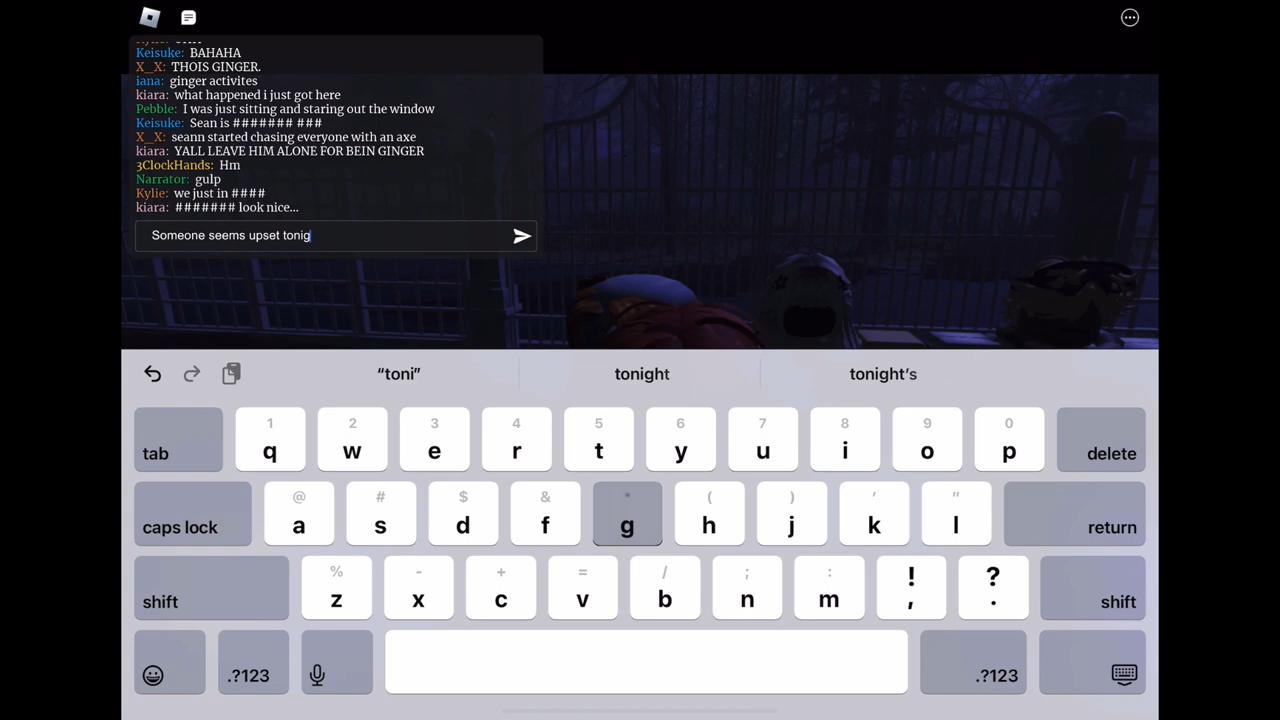 Keisuke: BAHAHA
X_X: THOIS GINGER.
iana: ginger activites
kiara: what happened i just got here
Pebble: I was just sitting and staring out the window
Keisuke: Sean is ####### ###
X_X: seann started chasing everyone with an axe
kiara: YALL LEAVE HIM ALONE FOR BEIN GINGER
3ClockHands: Hm
Narrator: gulp
Kylie: we just in ####
kiara: ####### look nice...
Someone seems upset tonig
“toni” tonight tonight's
1 2 3 4 5 6 7 8 9 0
tab q w e r t y u i o p delete
@ # $ & * ( ) ' "
caps lock a s d f g h j k l return
% - + = / ; : ! ?
shift z x c v b n m , . shift
.?123 .?123